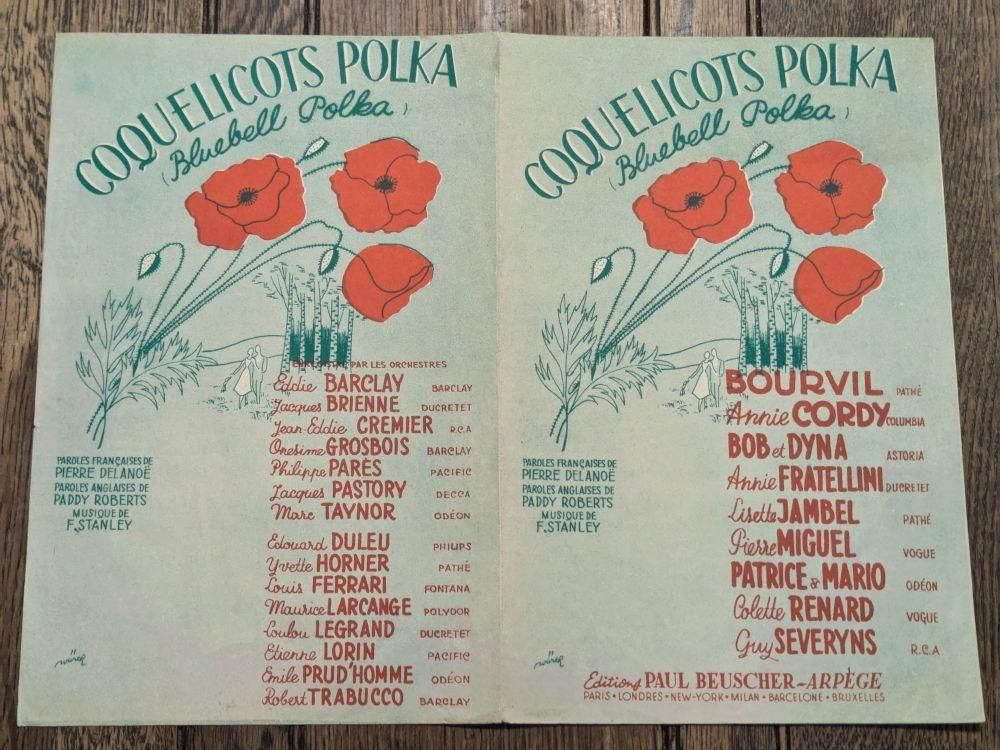 COQUELICOTS POLKA
(Bluebell Polka)
ENREGISTRÉ PAR LES ORCHESTRES
Eddie BARCLAY BARCLAY
Jacques BRIENNE DUCRETET
Jean-Eddie CREMIER R.C.A
Onesime GROSBOIS BARCLAY
Philippe PARÈS PACIFIC
Jacques PASTORY DECCA
Marc TAYNOR ODÉON
Edouard DULEU PHILIPS
Yvette HORNER PATHÉ
Louis FERRARI FONTANA
Maurice LARCANGE POLYDOR
Loulou LEGRAND DUCRETET
Etienne LORIN PACIFIC
Emile PRUD'HOMME ODÉON
Robert TRABUCCO BARCLAY
PAROLES FRANÇAISES DE
PIERRE DELANOË
PAROLES ANGLAISES DE
PADDY ROBERTS
MUSIQUE DE
F. STANLEY
COQUELICOTS POLKA
(Bluebell Polka)
BOURVIL PATHÉ
Annie CORDY COLUMBIA
BOB et DYNA ASTORIA
Annie FRATELLINI DUCRETET
Lisette JAMBEL PATHÉ
Pierre MIGUEL VOGUE
PATRICE & MARIO ODÉON
Colette RENARD VOGUE
Guy SEVERYNS R.C.A
PAROLES FRANÇAISES DE
PIERRE DELANOË
PAROLES ANGLAISES DE
PADDY ROBERTS
MUSIQUE DE
F. STANLEY
Editions PAUL BEUSCHER-ARPÈGE
PARIS • LONDRES • NEW-YORK • MILAN • BARCELONE • BRUXELLES